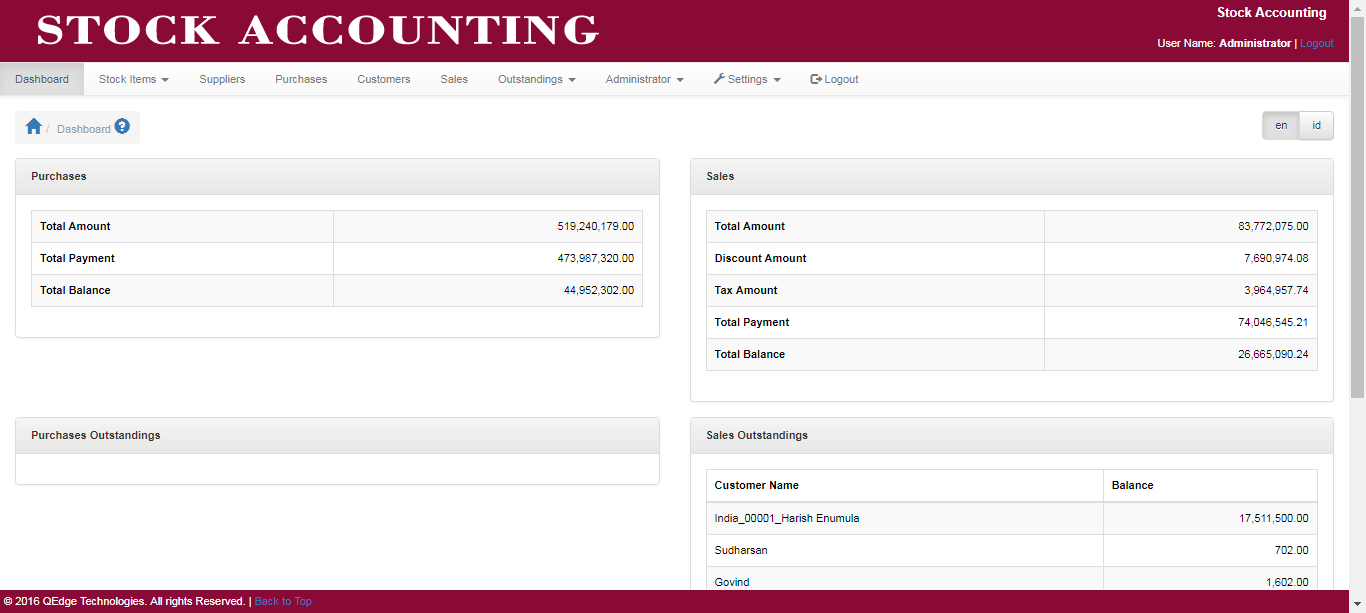 STOCK ACCOUNTING
Stock Accounting
User Name: Administrator | Logout
Dashboard Stock Items Suppliers Purchases Customers Sales Outstandings Administrator Settings Logout
/ Dashboard ?
en id
Purchases
Total Amount 519,240,179.00
Total Payment 473,987,320.00
Total Balance 44,952,302.00
Sales
Total Amount 83,772,075.00
Discount Amount 7,690,974.08
Tax Amount 3,964,957.74
Total Payment 74,046,545.21
Total Balance 26,665,090.24
Purchases Outstandings
Sales Outstandings
Customer Name Balance
India_00001_Harish Enumula 17,511,500.00
Sudharsan 702.00
Govind 1,602.00
© 2016 QEdge Technologies. All rights Reserved. | Back to Top